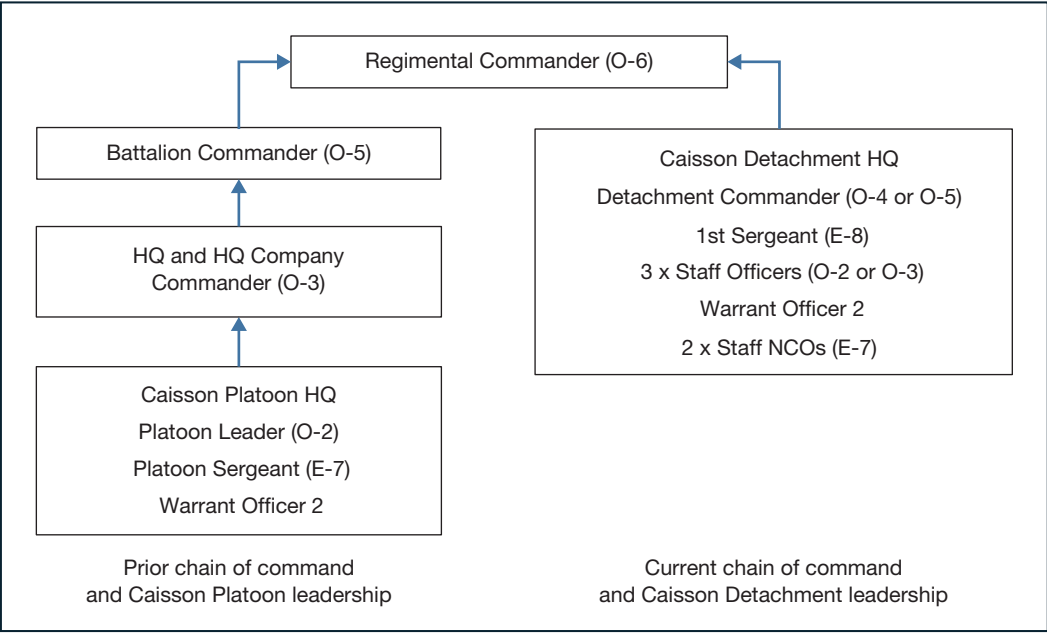 Regimental Commander (O-6)
Battalion Commander (O-5)
HQ and HQ Company
Commander (O-3)
Caisson Platoon HQ
Platoon Leader (O-2)
Platoon Sergeant (E-7)
Warrant Officer 2
Prior chain of command
and Caisson Platoon leadership
Caisson Detachment HQ
Detachment Commander (O-4 or O-5)
1st Sergeant (E-8)
3 x Staff Officers (O-2 or O-3)
Warrant Officer 2
2 x Staff NCOs (E-7)
Current chain of command
and Caisson Detachment leadership